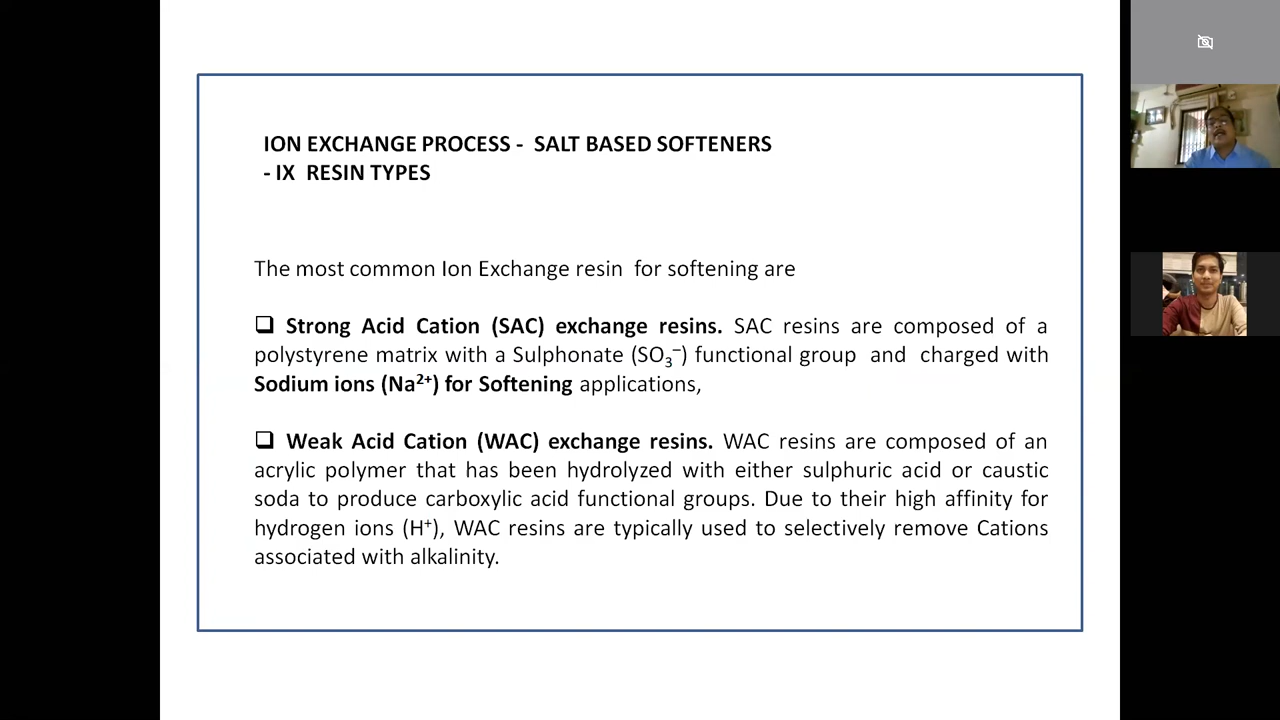 ION EXCHANGE PROCESS - SALT BASED SOFTENERS
- IX RESIN TYPES
The most common Ion Exchange resin for softening are
❑ Strong Acid Cation (SAC) exchange resins. SAC resins are composed of a
polystyrene matrix with a Sulphonate (SO₃⁻) functional group and charged with
Sodium ions (Na²⁺) for Softening applications,
❑ Weak Acid Cation (WAC) exchange resins. WAC resins are composed of an
acrylic polymer that has been hydrolyzed with either sulphuric acid or caustic
soda to produce carboxylic acid functional groups. Due to their high affinity for
hydrogen ions (H⁺), WAC resins are typically used to selectively remove Cations
associated with alkalinity.